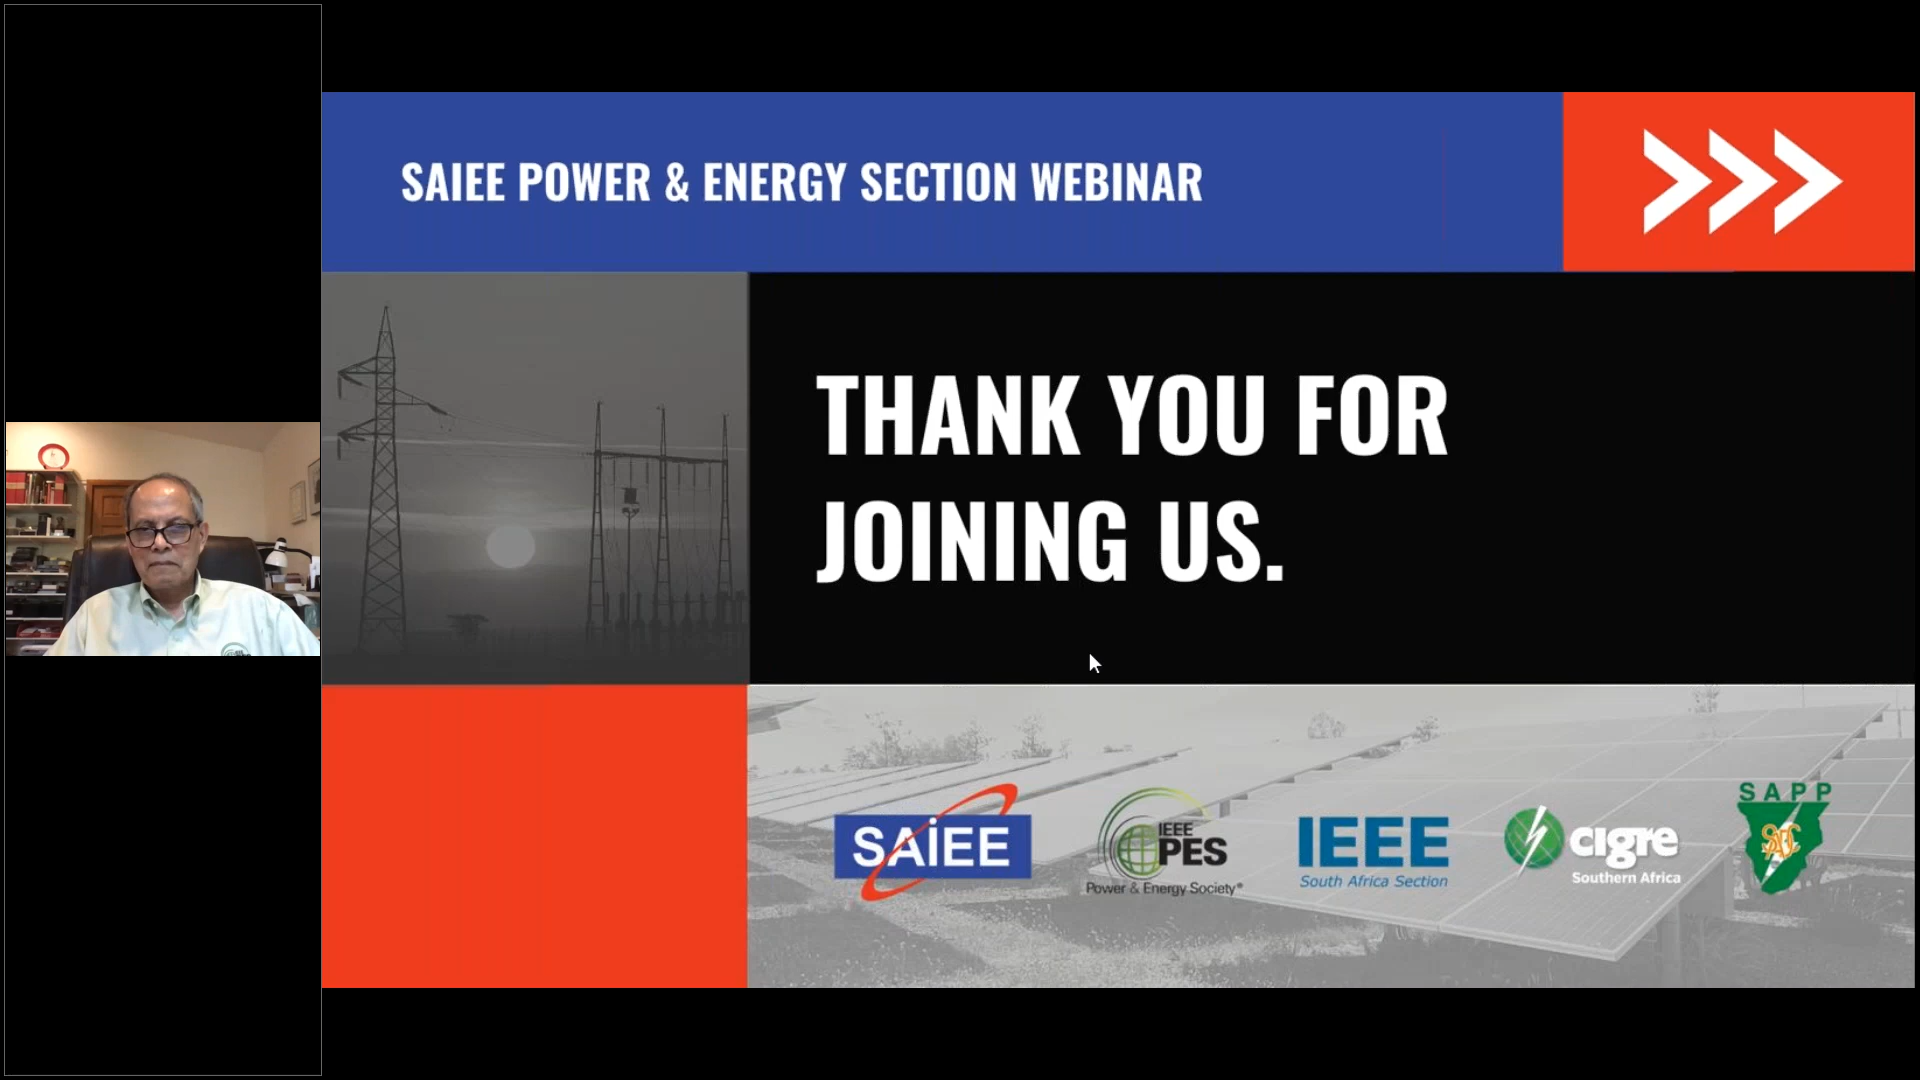 SAIEE POWER & ENERGY SECTION WEBINAR
THANK YOU FOR
JOINING US.
SAiEE
IEEE
PES
Power & Energy Society®
IEEE
South Africa Section
cigre
Southern Africa
SAPP